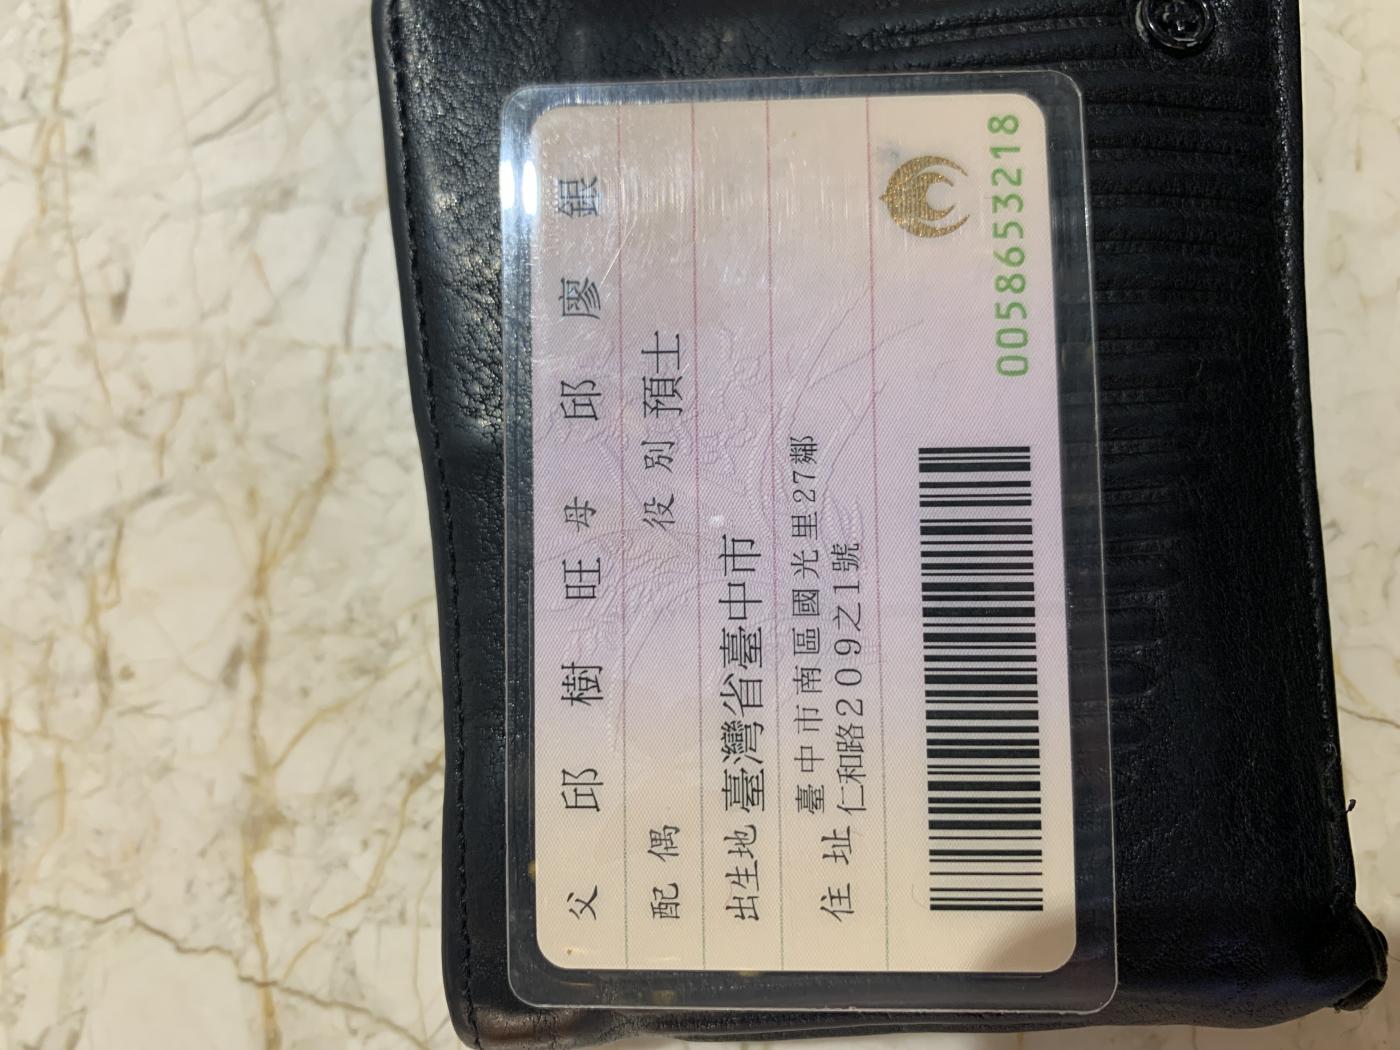 父 邱樹旺 母 邱廖銀
配偶 役別 預士
出生地 臺灣省臺中市
住址 臺中市南區國光里27鄰
仁和路209之1號
0058653218